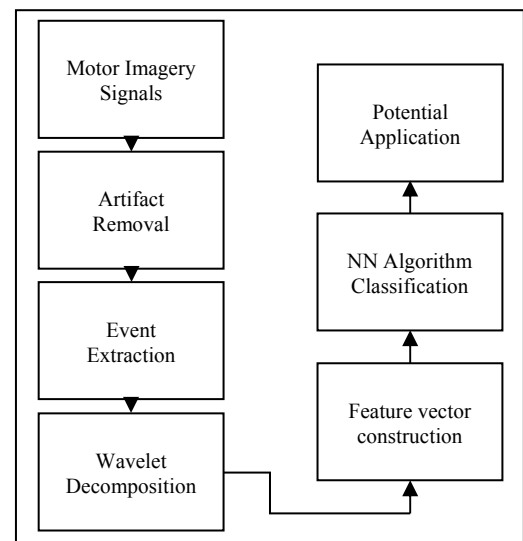 Motor Imagery
Signals
Artifact
Removal
Event
Extraction
Wavelet
Decomposition
Feature vector
construction
NN Algorithm
Classification
Potential
Application